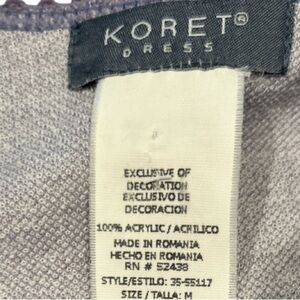 KORET®
DRESS
EXCLUSIVE OF
DECORATION
EXCLUSIVO DE
DECORACION
100% ACRYLIC / ACRILICO
MADE IN ROMANIA
HECHO EN ROMANIA
RN # 52438
STYLE/ESTILO: 35-55117
SIZE / TALLA: M